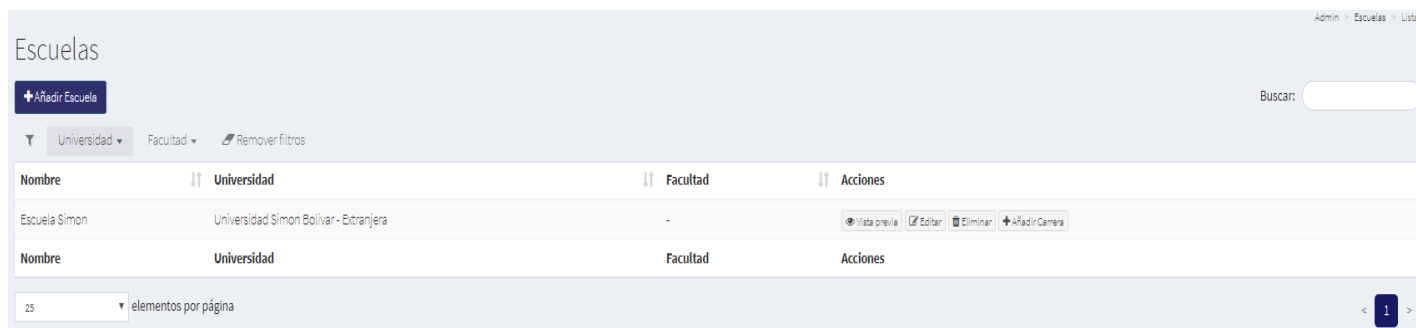 Admin > Escuelas > Lista
Escuelas
Añadir Escuela
Buscar:
Universidad Facultad Remover filtros
Nombre Universidad Facultad Acciones
Escuela Simon Universidad Simon Bolivar - Extranjera - Vista previa Editar Eliminar Añadir Carrera
Nombre Universidad Facultad Acciones
25 elementos por página < 1 >